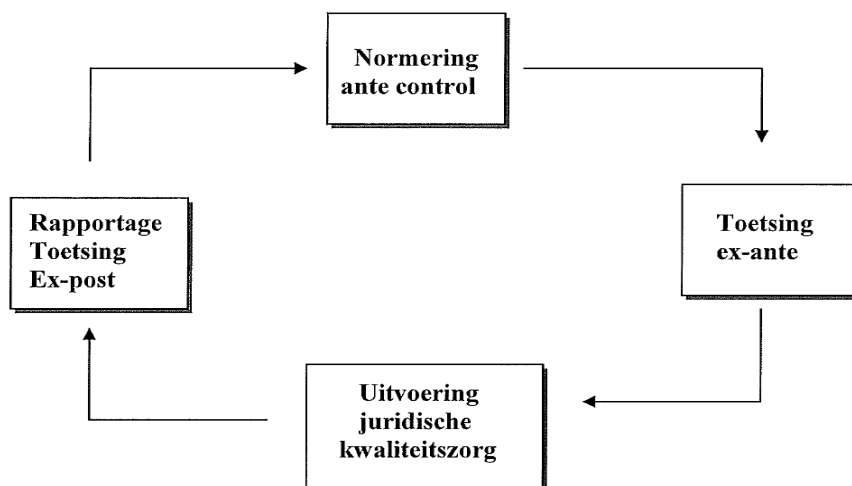 Normering
ante control
Toetsing
ex-ante
Uitvoering
juridische
kwaliteitszorg
Rapportage
Toetsing
Ex-post